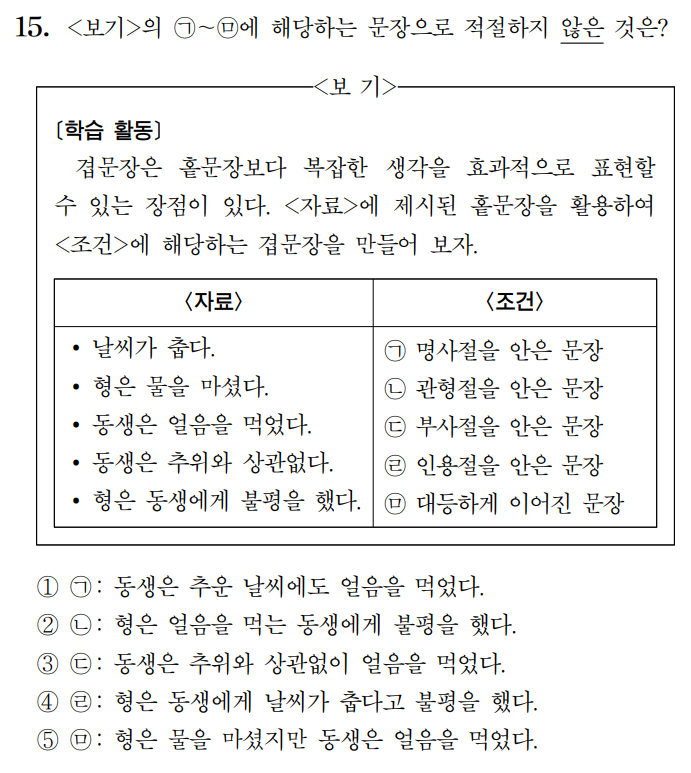 15. <보기>의 ㉠~㉤에 해당하는 문장으로 적절하지 않은 것은?
<보 기>
[학습 활동]
겹문장은 홑문장보다 복잡한 생각을 효과적으로 표현할
수 있는 장점이 있다. <자료>에 제시된 홑문장을 활용하여
<조건>에 해당하는 겹문장을 만들어 보자.
<자료> <조건>
• 날씨가 춥다. ㉠ 명사절을 안은 문장
• 형은 물을 마셨다. ㉡ 관형절을 안은 문장
• 동생은 얼음을 먹었다. ㉢ 부사절을 안은 문장
• 동생은 추위와 상관없다. ㉣ 인용절을 안은 문장
• 형은 동생에게 불평을 했다. ㉤ 대등하게 이어진 문장
① ㉠: 동생은 추운 날씨에도 얼음을 먹었다.
② ㉡: 형은 얼음을 먹는 동생에게 불평을 했다.
③ ㉢: 동생은 추위와 상관없이 얼음을 먹었다.
④ ㉣: 형은 동생에게 날씨가 춥다고 불평을 했다.
⑤ ㉤: 형은 물을 마셨지만 동생은 얼음을 먹었다.